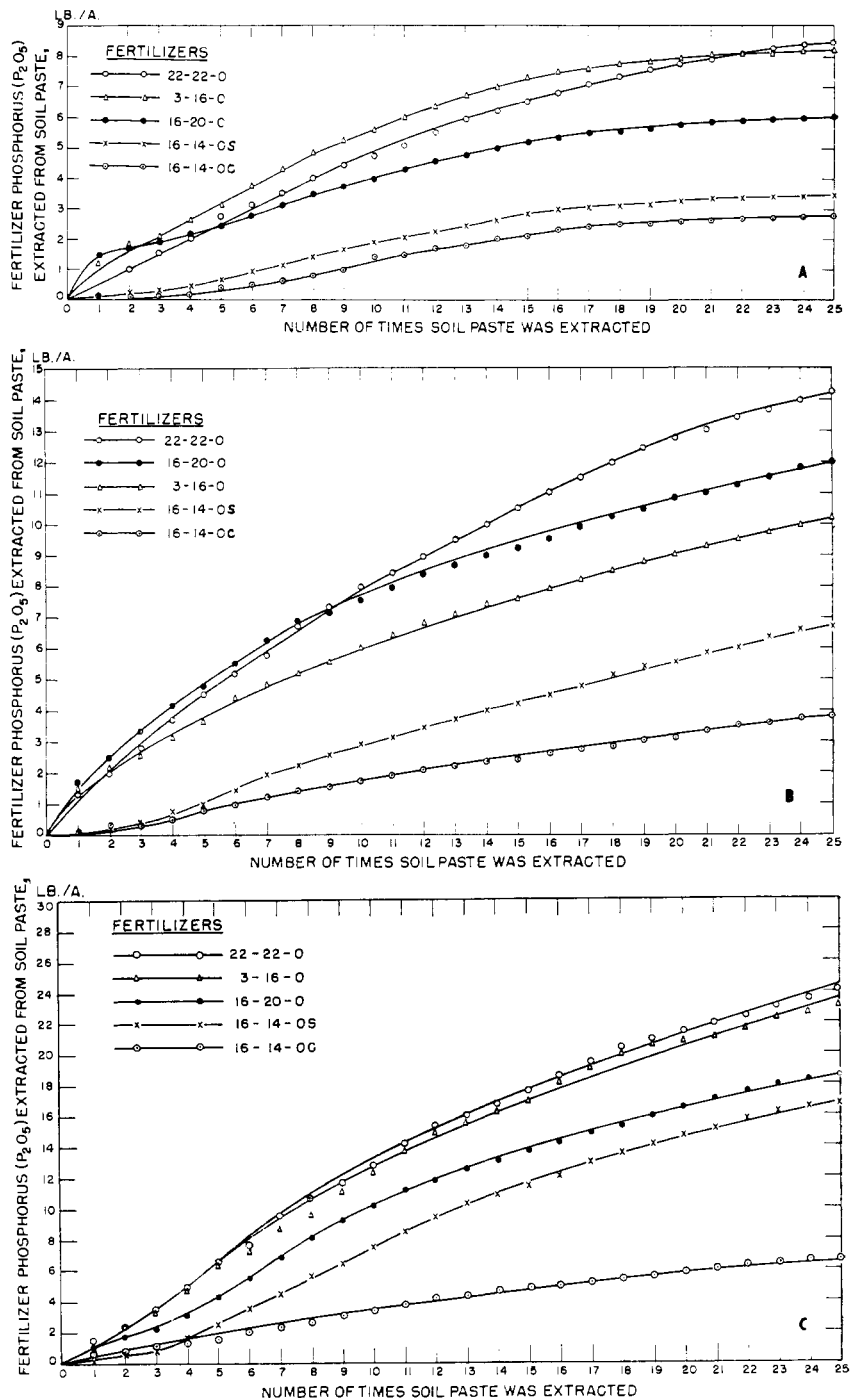 LB./A.
9
8
7
6
5
4
3
2
1
0
FERTILIZER PHOSPHORUS (P2O5)
EXTRACTED FROM SOIL PASTE,
FERTILIZERS
22-22-0
3-16-0
16-20-0
16-14-0S
16-14-0C
A
0 1 2 3 4 5 6 7 8 9 10 11 12 13 14 15 16 17 18 19 20 21 22 23 24 25
NUMBER OF TIMES SOIL PASTE WAS EXTRACTED
LB./A.
15
14
13
12
11
10
9
8
7
6
5
4
3
2
1
0
FERTILIZER PHOSPHORUS (P2O5) EXTRACTED FROM SOIL PASTE,
FERTILIZERS
22-22-0
16-20-0
3-16-0
16-14-0S
16-14-0C
B
0 1 2 3 4 5 6 7 8 9 10 11 12 13 14 15 16 17 18 19 20 21 22 23 24 25
NUMBER OF TIMES SOIL PASTE WAS EXTRACTED
LB./A.
30
28
26
24
22
20
18
16
14
12
10
8
6
4
2
0
FERTILIZER PHOSPHORUS (P2O5) EXTRACTED FROM SOIL PASTE,
FERTILIZERS
22-22-0
3-16-0
16-20-0
16-14-0S
16-14-0C
C
0 1 2 3 4 5 6 7 8 9 10 11 12 13 14 15 16 17 18 19 20 21 22 23 24 25
NUMBER OF TIMES SOIL PASTE WAS EXTRACTED